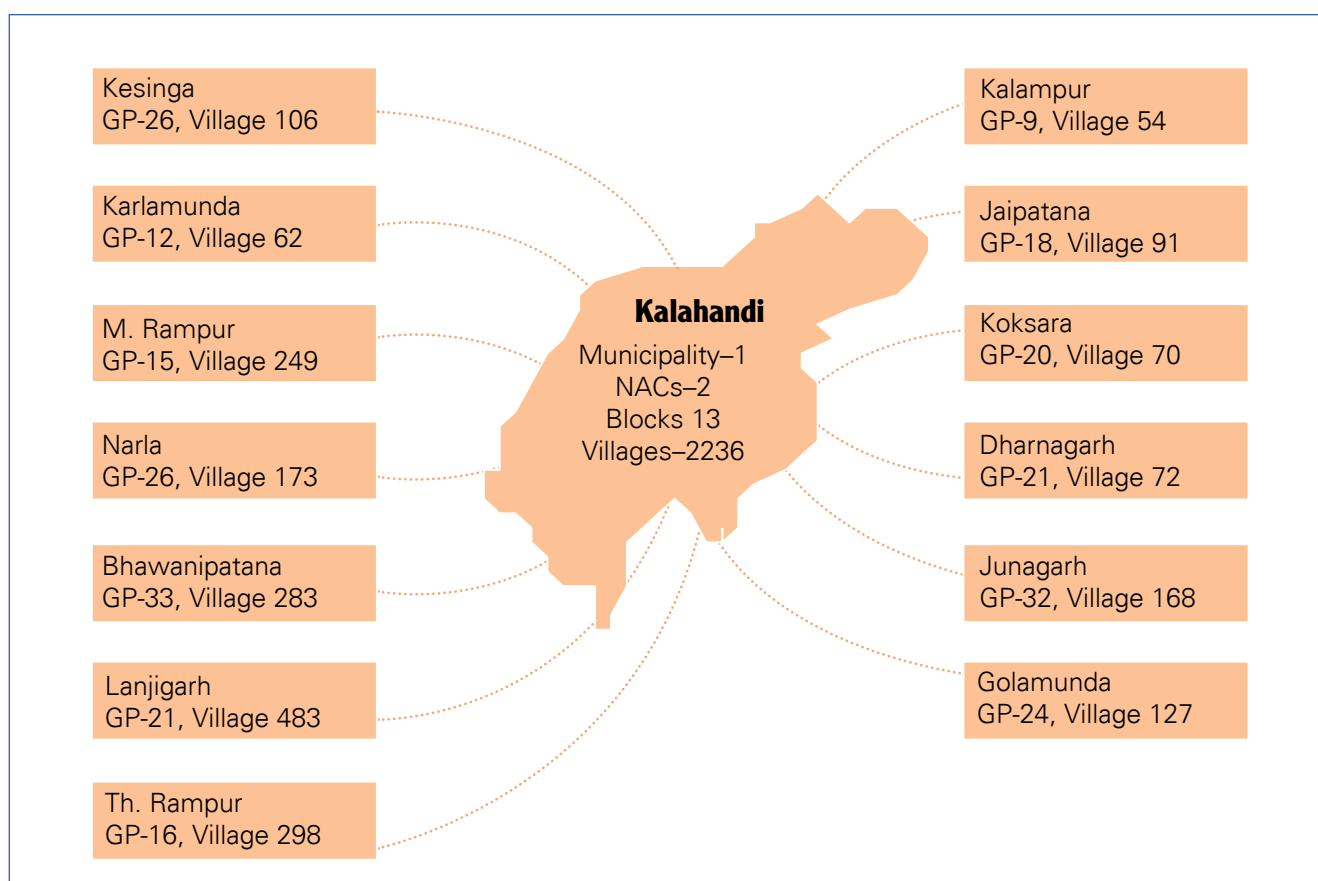 Kesinga
GP-26, Village 106
Karlamunda
GP-12, Village 62
M. Rampur
GP-15, Village 249
Narla
GP-26, Village 173
Bhawanipatana
GP-33, Village 283
Lanjigarh
GP-21, Village 483
Th. Rampur
GP-16, Village 298
Kalahandi
Municipality–1
NACs–2
Blocks 13
Villages–2236
Kalampur
GP-9, Village 54
Jaipatana
GP-18, Village 91
Koksara
GP-20, Village 70
Dharnagarh
GP-21, Village 72
Junagarh
GP-32, Village 168
Golamunda
GP-24, Village 127